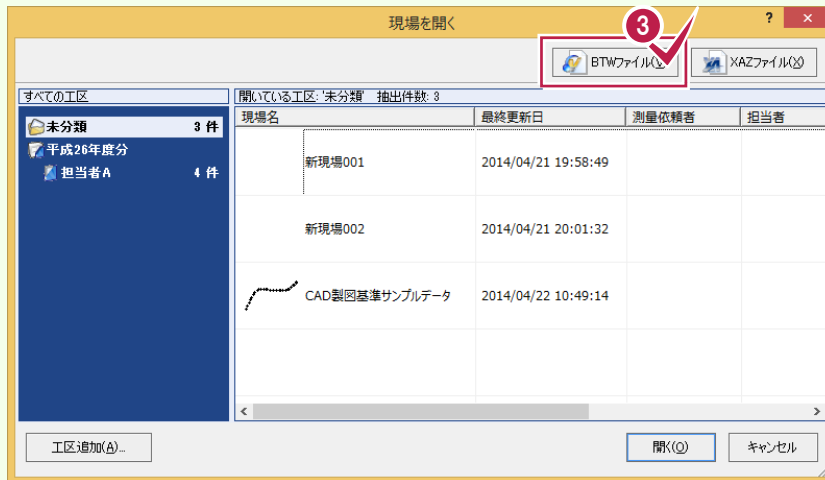 現場を開く
3
?
×
BTWファイル(
XAZファイル(X)
すべての工区
開いている工区: '未分類' 抽出件数: 3
未分類 3 件
平成26年度分
担当者A 4 件
現場名 最終更新日 測量依頼者 担当者
新現場001 2014/04/21 19:58:49
新現場002 2014/04/21 20:01:32
CAD製図基準サンプルデータ 2014/04/22 10:49:14
工区追加(A)...
開く(O)
キャンセル